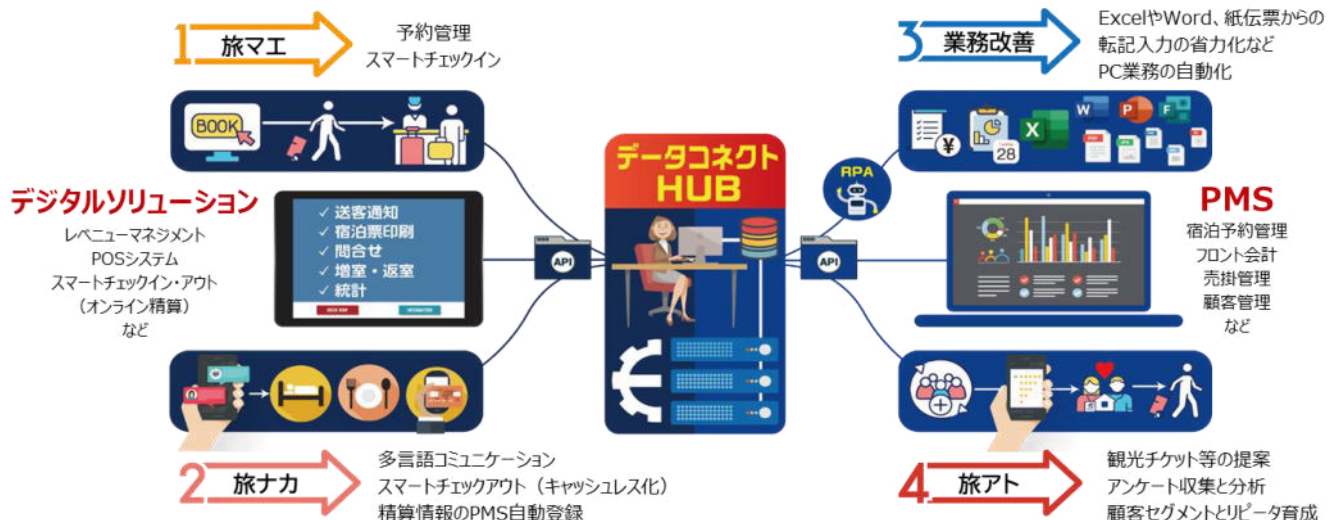 1 旅マエ
予約管理
スマートチェックイン
3 業務改善
ExcelやWord、紙伝票からの
転記入力の省力化など
PC業務の自動化
BOOK
¥
28
X
W
P
F
データコネクト
HUB
RPA
デジタルソリューション
レベニューマネジメント
POSシステム
スマートチェックイン・アウト
（オンライン精算）
など
✓ 送客通知
✓ 宿泊票印刷
✓ 問合せ
✓ 増室・返室
✓ 統計
API
API
PMS
宿泊予約管理
フロント会計
売掛管理
顧客管理
など
2 旅ナカ
多言語コミュニケーション
スマートチェックアウト（キャッシュレス化）
精算情報のPMS自動登録
4 旅アト
観光チケット等の提案
アンケート収集と分析
顧客セグメントとリピータ育成